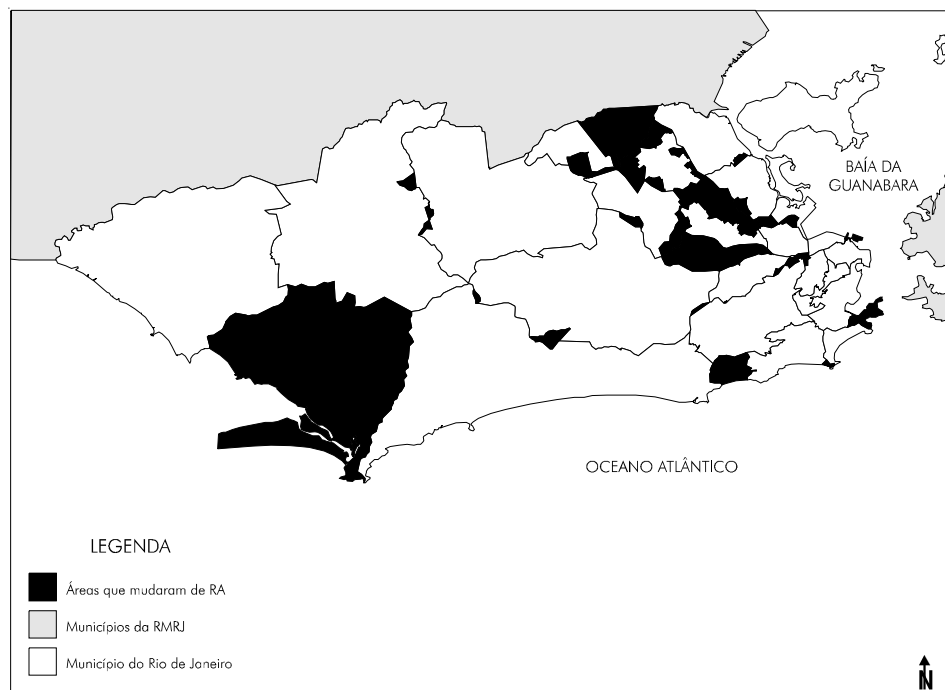 BAÍA DA
GUANABARA
OCEANO ATLÂNTICO
LEGENDA
Áreas que mudaram de RA
Municípios da RMRJ
Município do Rio de Janeiro
N